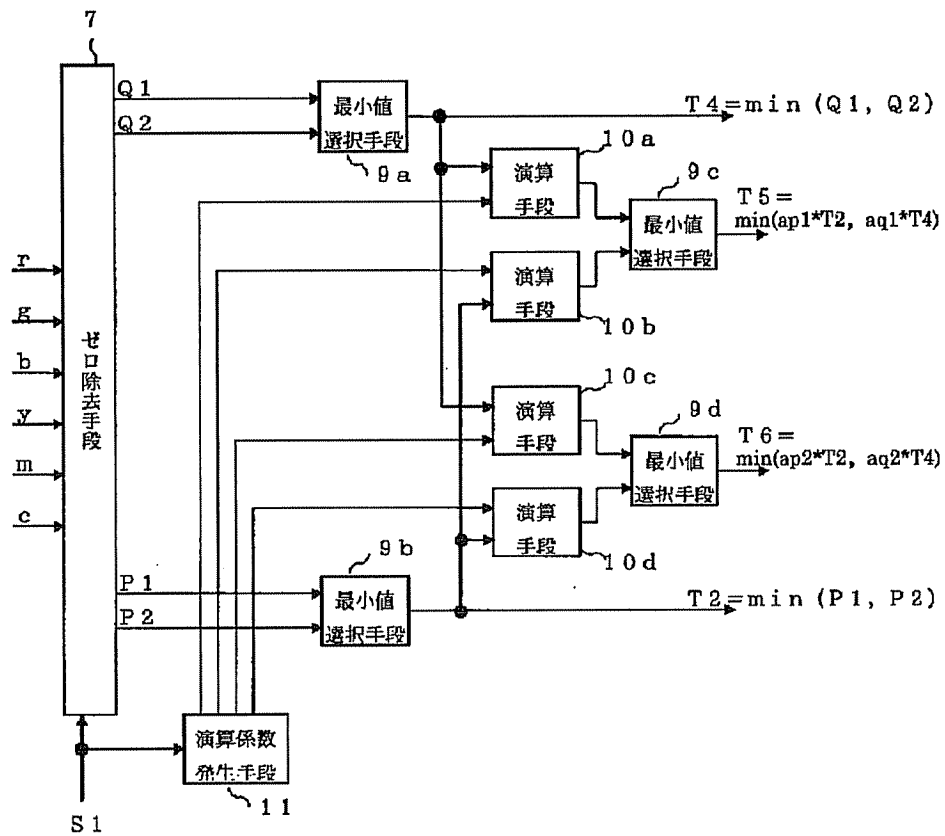 7
Q1
Q2
最小値
選択手段
9a
T4=min (Q1, Q2)
10a
演算
手段
9c
最小値
選択手段
T5=
min(ap1*T2, aq1*T4)
演算
手段
10b
r
g
b
y
m
c
ゼロ除去手段
10c
演算
手段
9d
最小値
選択手段
T6=
min(ap2*T2, aq2*T4)
演算
手段
10d
P1
P2
9b
最小値
選択手段
T2=min (P1, P2)
演算係数
発生手段
11
S1